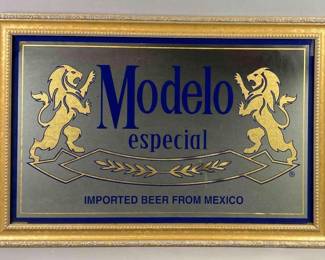 Modelo
especial
®
IMPORTED BEER FROM MEXICO